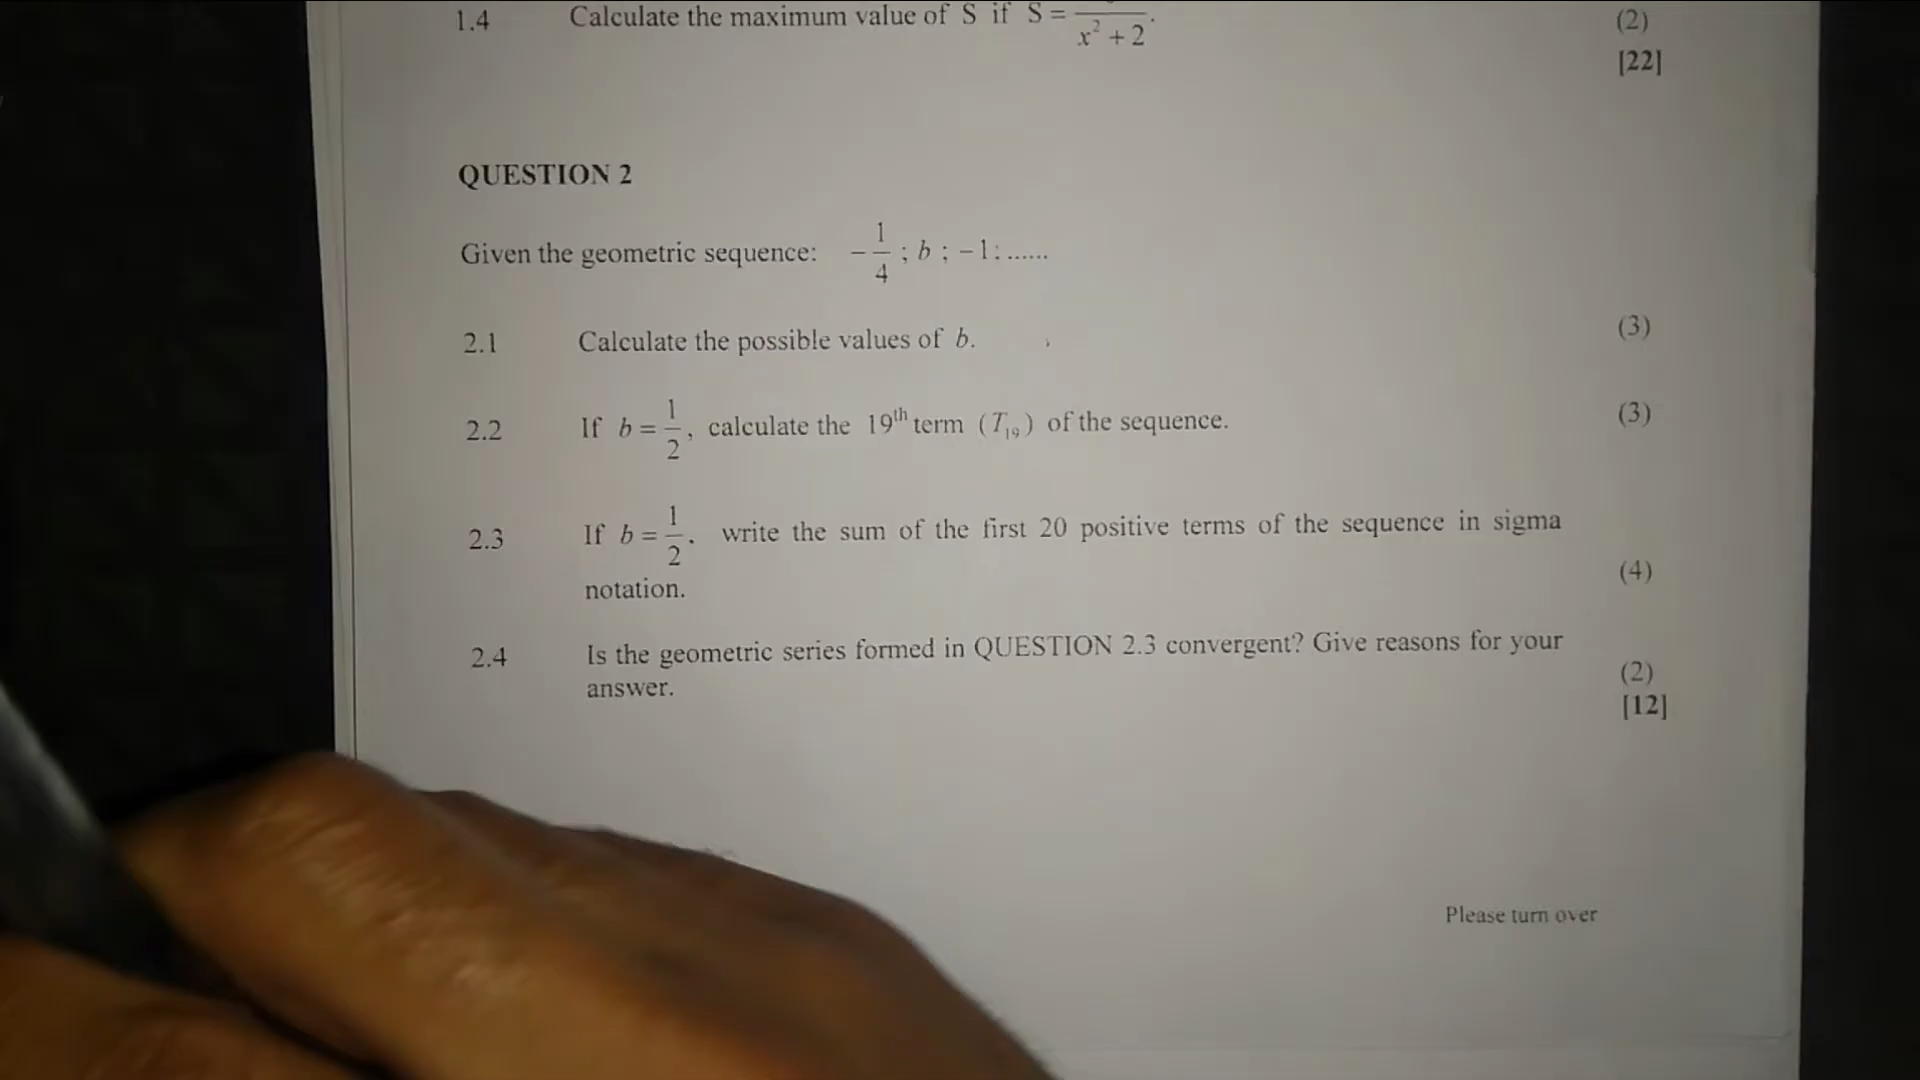 1.4 Calculate the maximum value of S if S = / x² + 2 . (2)
[22]
QUESTION 2
Given the geometric sequence: −1/4 ; b ; −1 ; ......
2.1 Calculate the possible values of b. (3)
2.2 If b = 1/2, calculate the 19th term (T₁₉) of the sequence. (3)
2.3 If b = 1/2, write the sum of the first 20 positive terms of the sequence in sigma
notation. (4)
2.4 Is the geometric series formed in QUESTION 2.3 convergent? Give reasons for your
answer. (2)
[12]
Please turn over